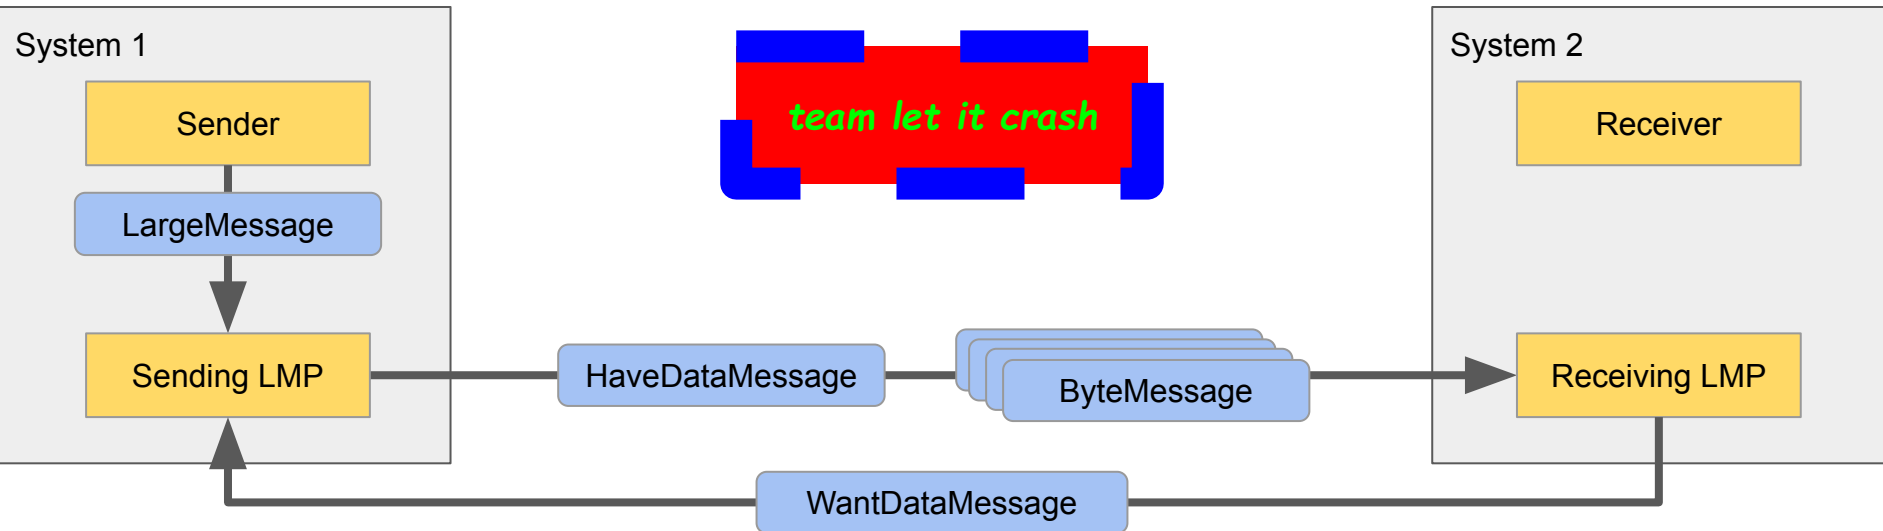 System 1
System 2
team let it crash
Sender
Receiver
LargeMessage
Sending LMP
HaveDataMessage
ByteMessage
Receiving LMP
WantDataMessage